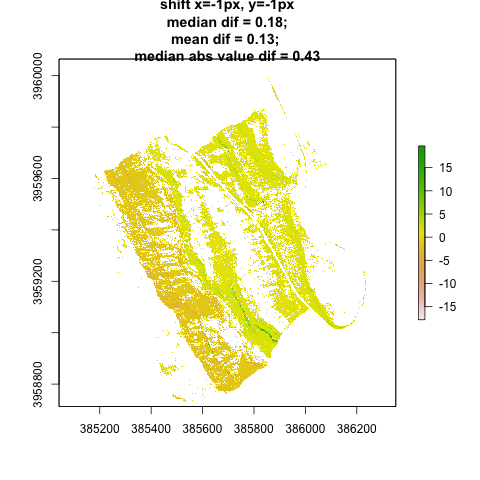 shift x=-1px, y=-1px
median dif = 0.18;
mean dif = 0.13;
median abs value dif = 0.43
3960000
3959600
3959200
3958800
15
10
5
0
-5
-10
-15
385200 385400 385600 385800 386000 386200